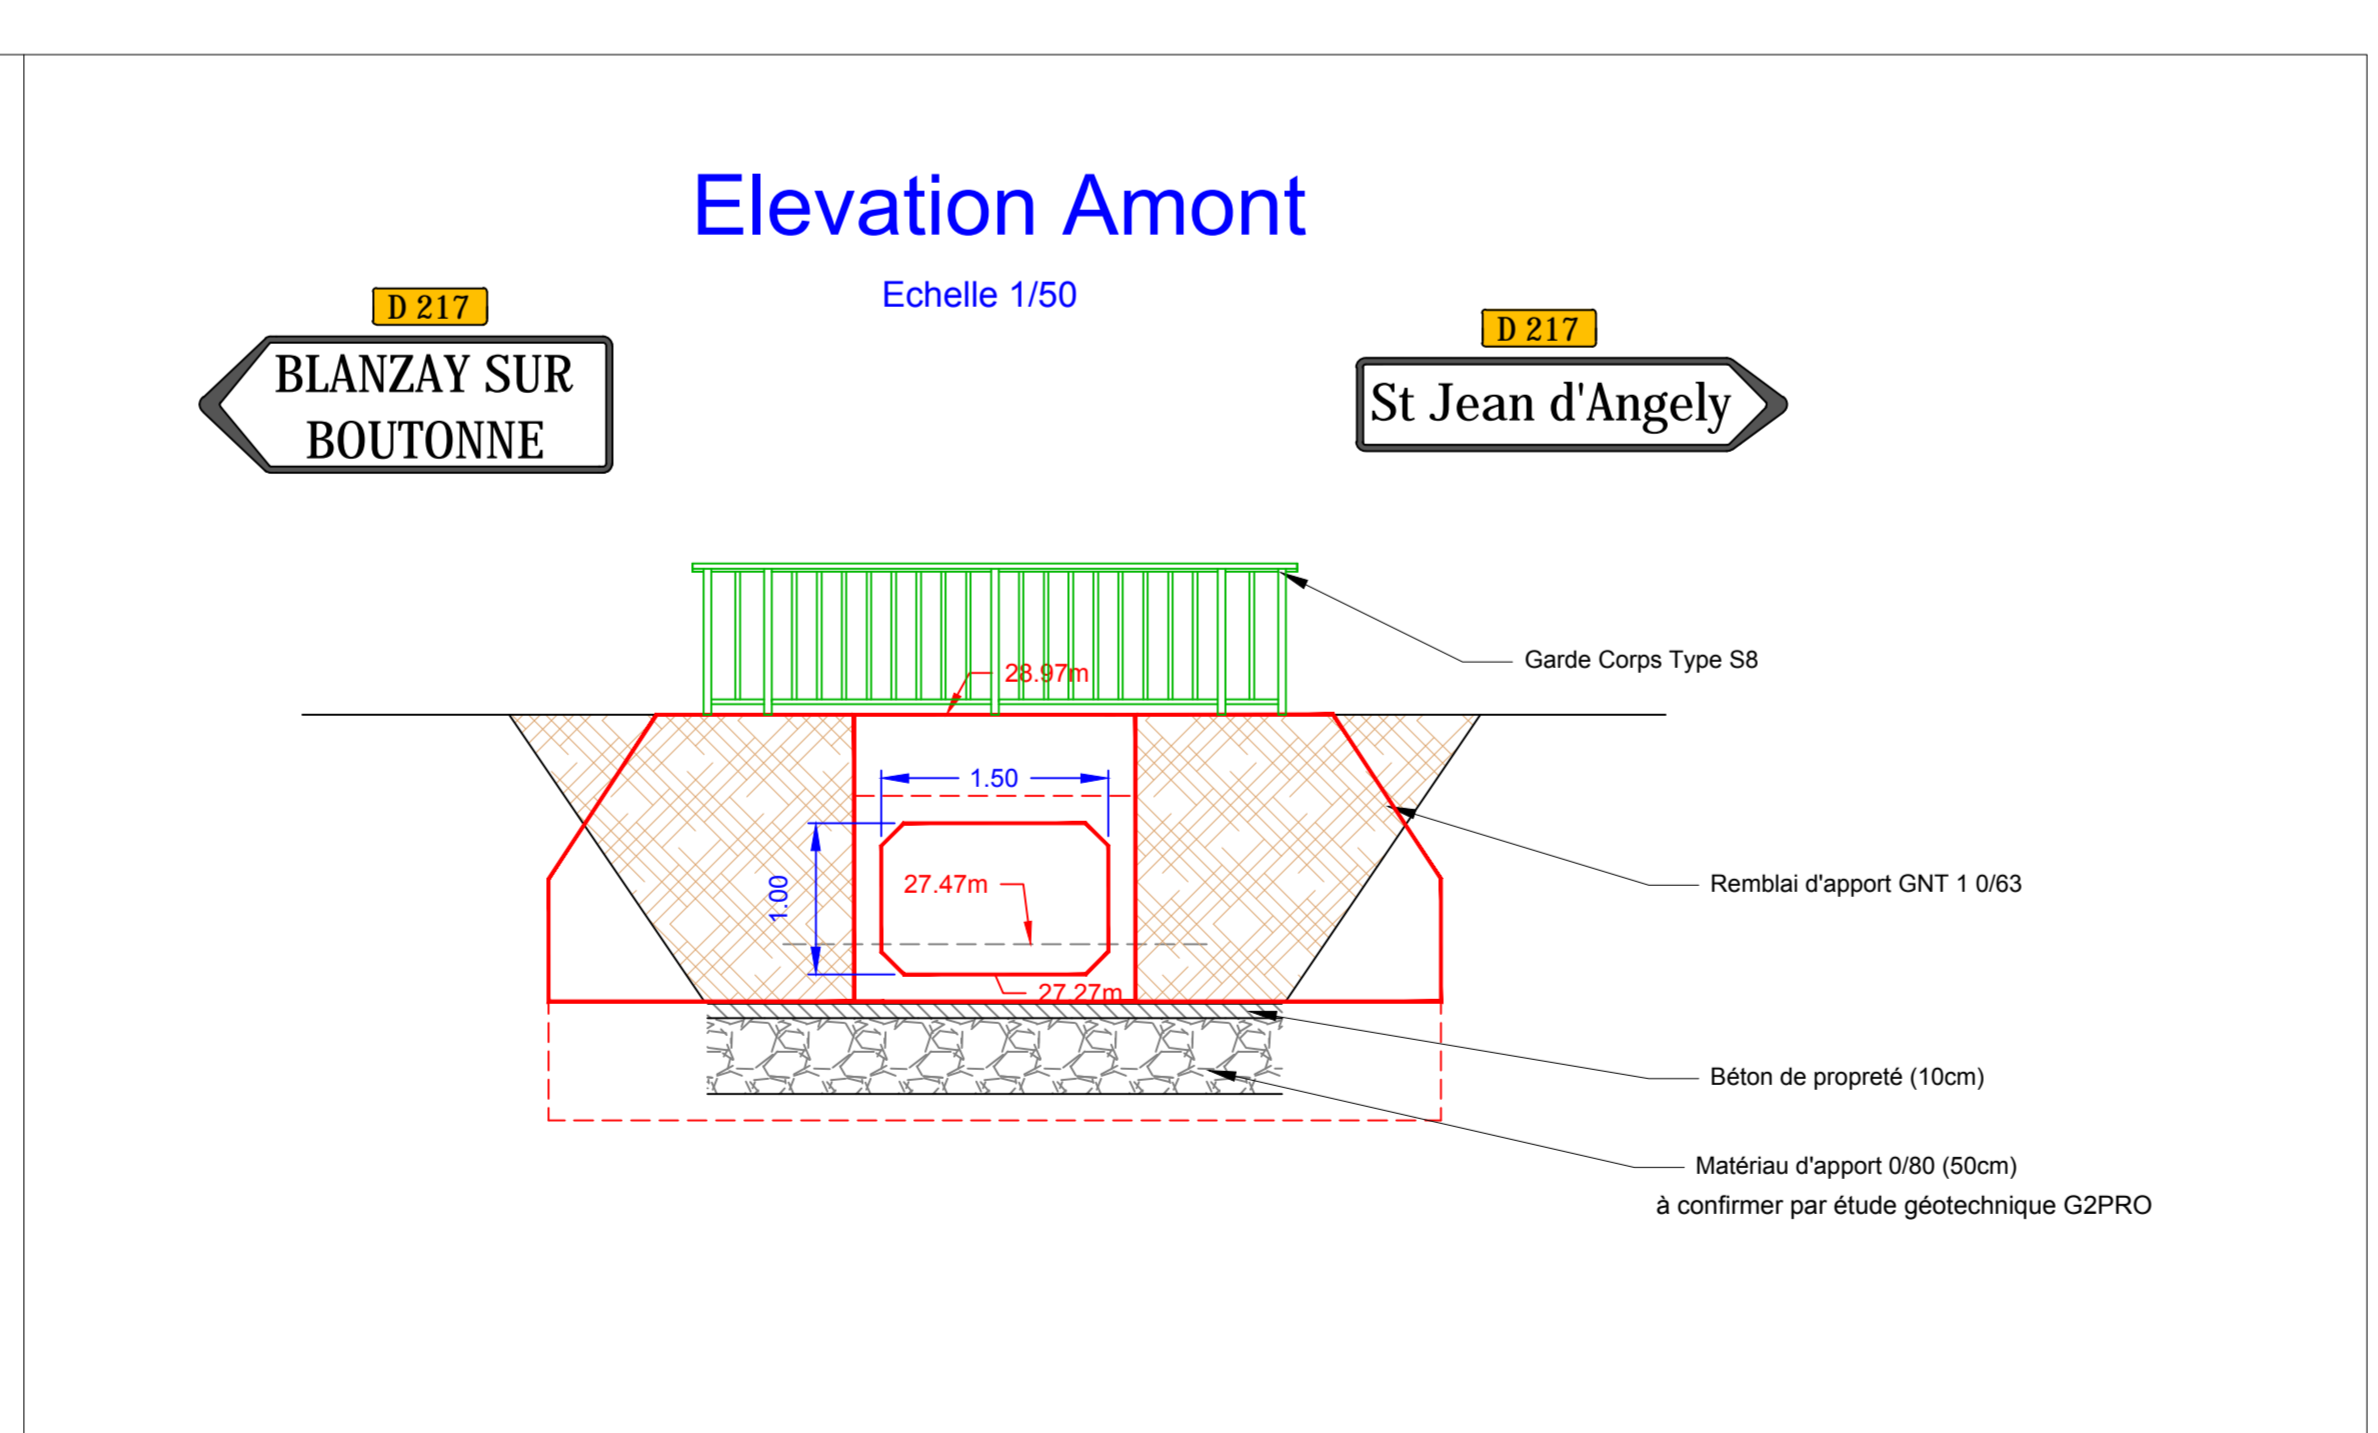 Elevation Amont
Echelle 1/50
D 217
BLANZAY SUR
BOUTONNE
D 217
St Jean d'Angely
28.97m
Garde Corps Type S8
1.50
1.00
27.47m
Remblai d'apport GNT 1 0/63
27.27m
Béton de propreté (10cm)
Matériau d'apport 0/80 (50cm)
à confirmer par étude géotechnique G2PRO